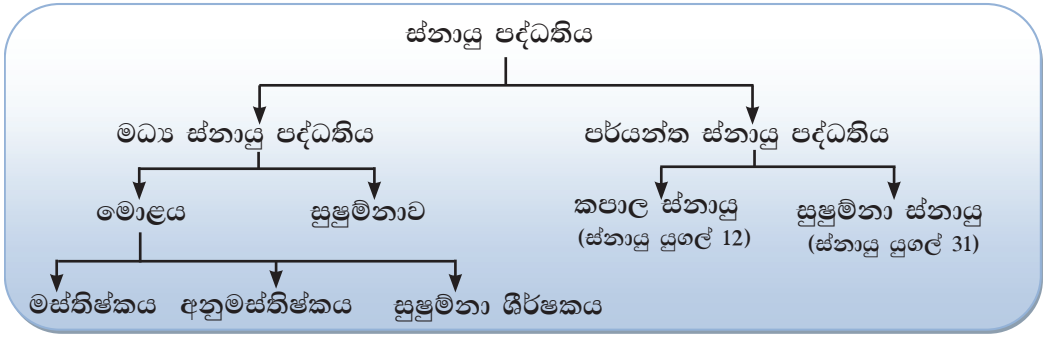 ස්නායු පද්ධතිය
මධ්‍ය ස්නායු පද්ධතිය
පර්යන්ත ස්නායු පද්ධතිය
මොළය
සුෂුම්නාව
කපාල ස්නායු
(ස්නායු යුගල් 12)
සුෂුම්නා ස්නායු
(ස්නායු යුගල් 31)
මස්තිෂ්කය
අනුමස්තිෂ්කය
සුෂුම්නා ශීර්ෂකය